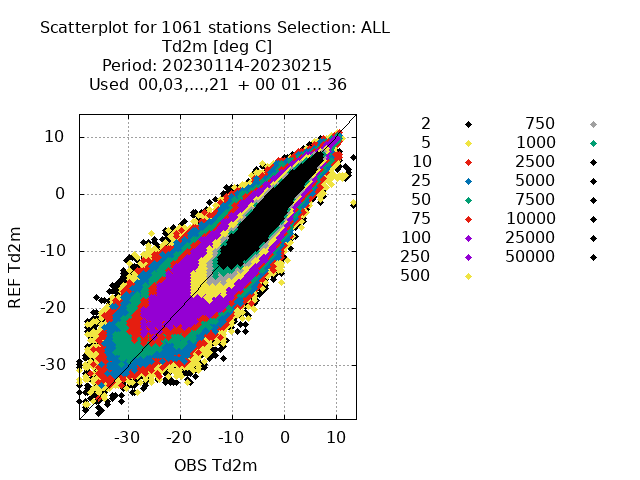 Scatterplot for 1061 stations Selection: ALL
Td2m [deg C]
Period: 20230114-20230215
Used 00,03,...,21 + 00 01 ... 36
REF Td2m
10
0
-10
-20
-30
-30 -20 -10 0 10
OBS Td2m
2 750
5 1000
10 2500
25 5000
50 7500
75 10000
100 25000
250 50000
500